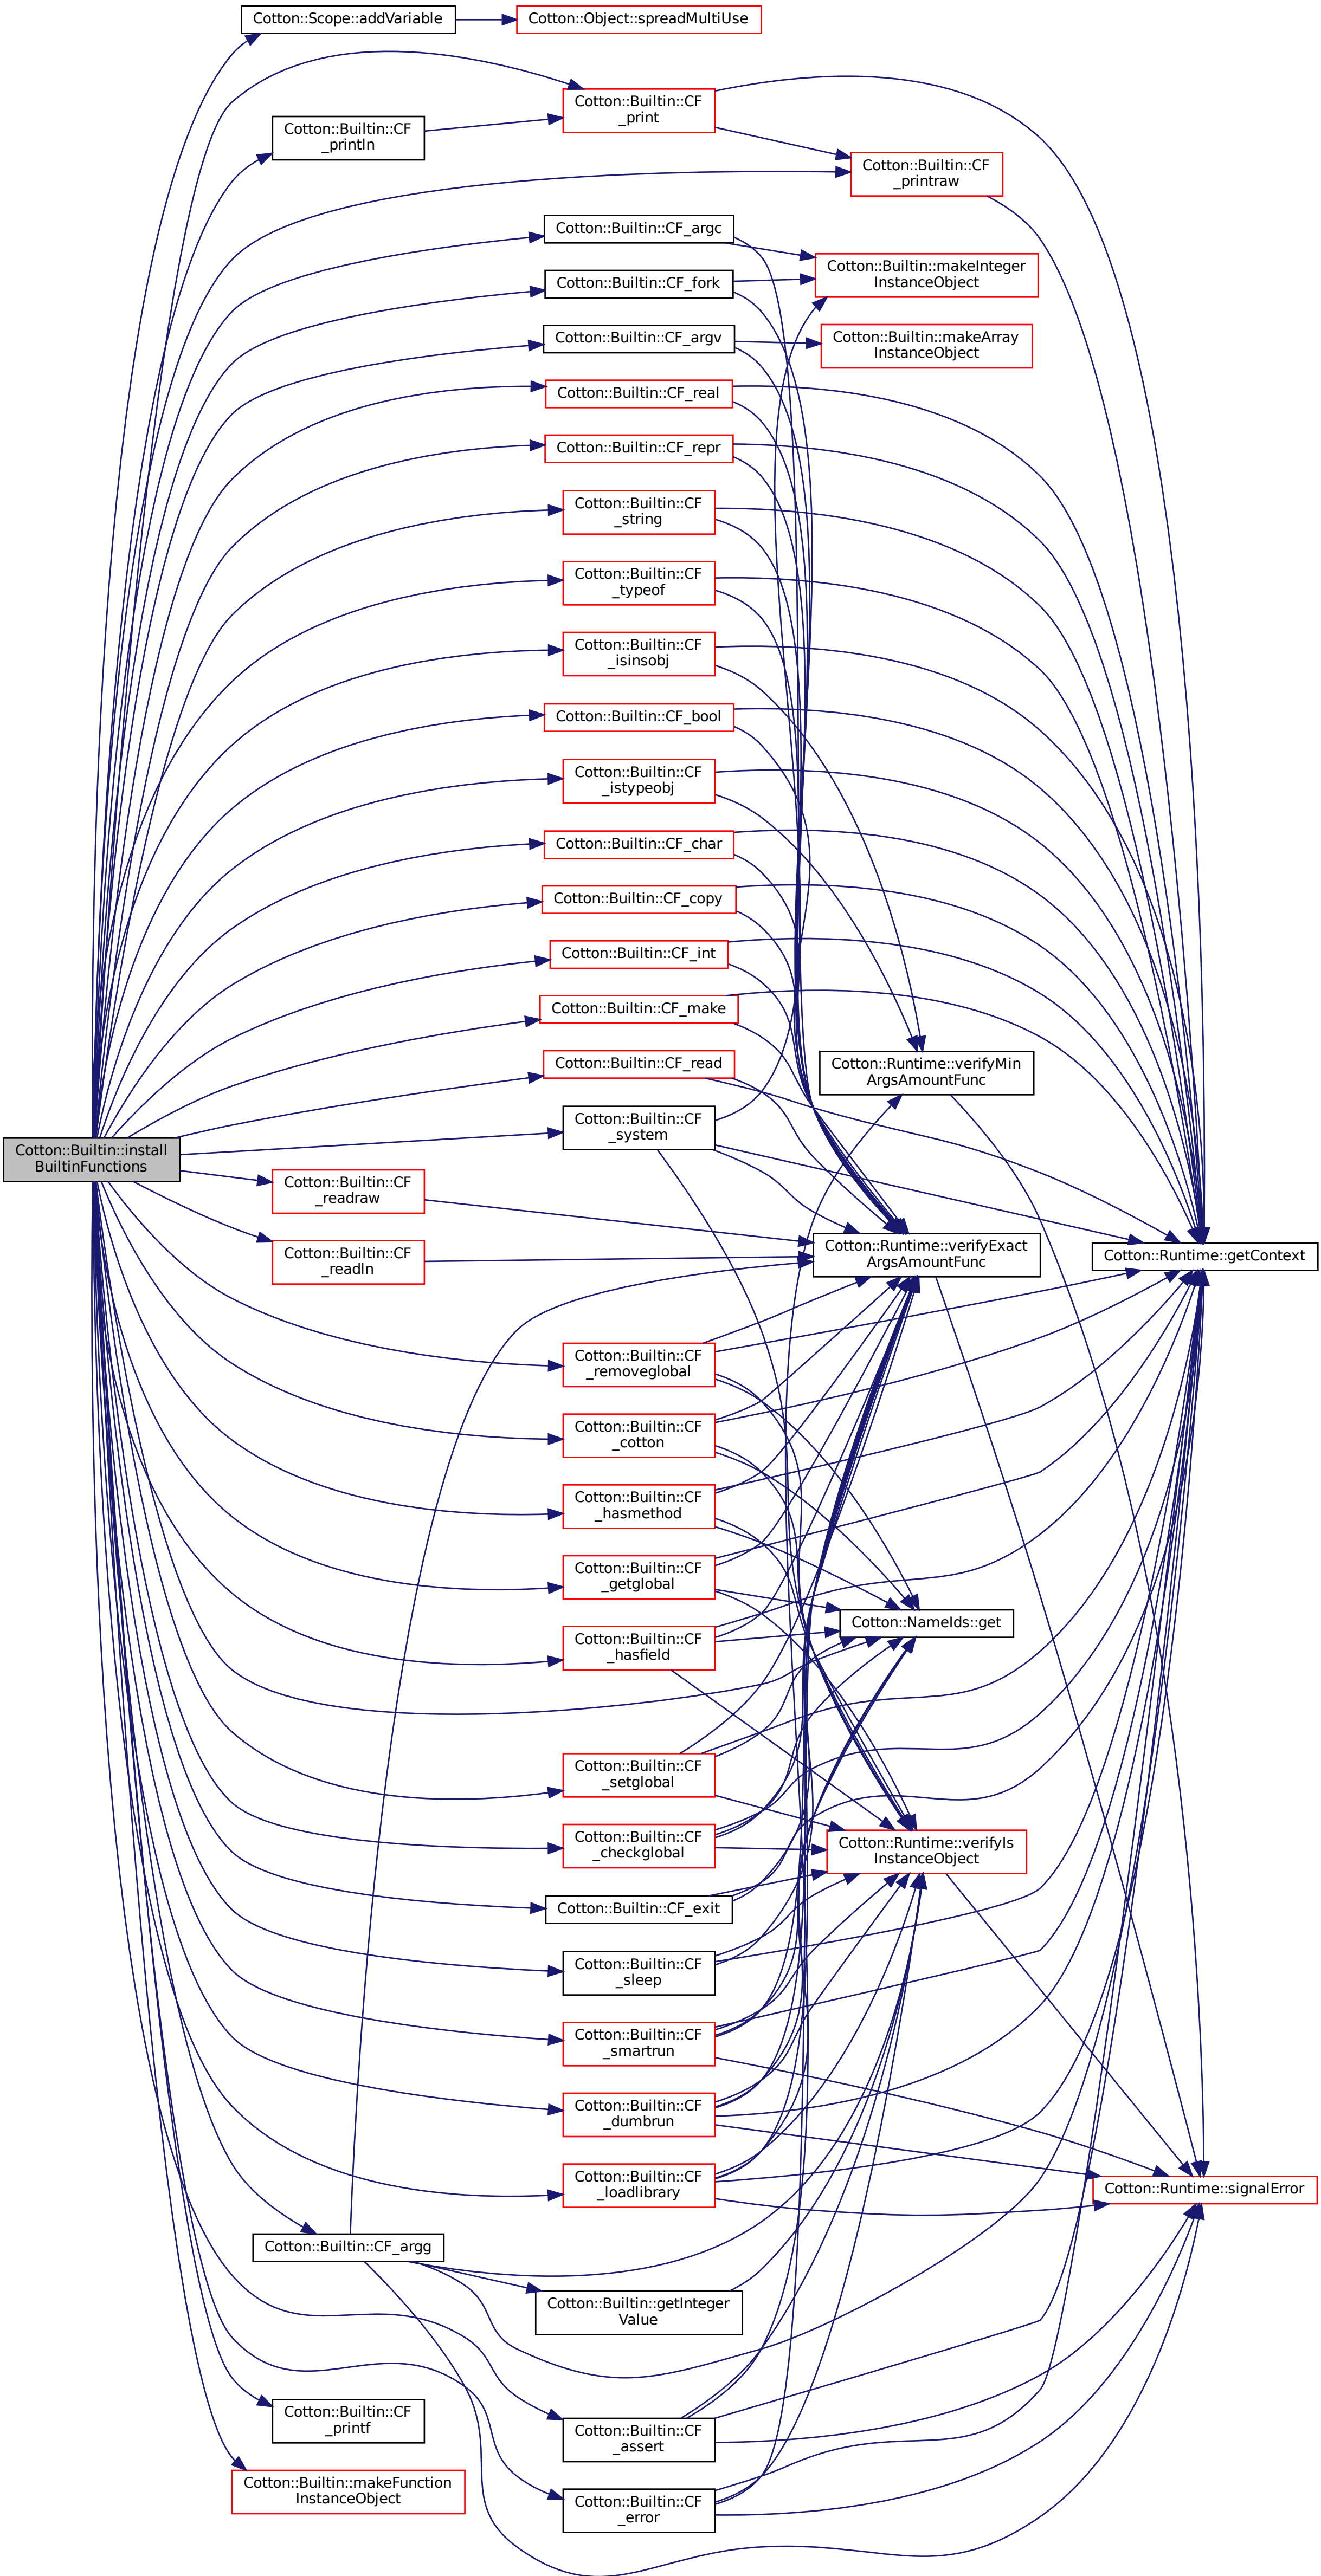 Cotton::Scope::addVariable
Cotton::Object::spreadMultiUse
Cotton::Builtin::CF
_print
Cotton::Builtin::CF
_println
Cotton::Builtin::CF
_printraw
Cotton::Builtin::CF_argc
Cotton::Builtin::makeInteger
InstanceObject
Cotton::Builtin::CF_fork
Cotton::Builtin::CF_argv
Cotton::Builtin::makeArray
InstanceObject
Cotton::Builtin::CF_real
Cotton::Builtin::CF_repr
Cotton::Builtin::CF
_string
Cotton::Builtin::CF
_typeof
Cotton::Builtin::CF
_isinsobj
Cotton::Builtin::CF_bool
Cotton::Builtin::CF
_istypeobj
Cotton::Builtin::CF_char
Cotton::Builtin::CF_copy
Cotton::Builtin::CF_int
Cotton::Builtin::CF_make
Cotton::Builtin::CF_read
Cotton::Runtime::verifyMin
ArgsAmountFunc
Cotton::Builtin::CF
_system
Cotton::Builtin::install
BuiltinFunctions
Cotton::Builtin::CF
_readraw
Cotton::Builtin::CF
_readln
Cotton::Runtime::verifyExact
ArgsAmountFunc
Cotton::Runtime::getContext
Cotton::Builtin::CF
_removeglobal
Cotton::Builtin::CF
_cotton
Cotton::Builtin::CF
_hasmethod
Cotton::Builtin::CF
_getglobal
Cotton::NameIds::get
Cotton::Builtin::CF
_hasfield
Cotton::Builtin::CF
_setglobal
Cotton::Builtin::CF
_checkglobal
Cotton::Runtime::verifyIs
InstanceObject
Cotton::Builtin::CF_exit
Cotton::Builtin::CF
_sleep
Cotton::Builtin::CF
_smartrun
Cotton::Builtin::CF
_dumbrun
Cotton::Builtin::CF
_loadlibrary
Cotton::Runtime::signalError
Cotton::Builtin::CF_argg
Cotton::Builtin::getInteger
Value
Cotton::Builtin::CF
_printf
Cotton::Builtin::CF
_assert
Cotton::Builtin::makeFunction
InstanceObject
Cotton::Builtin::CF
_error